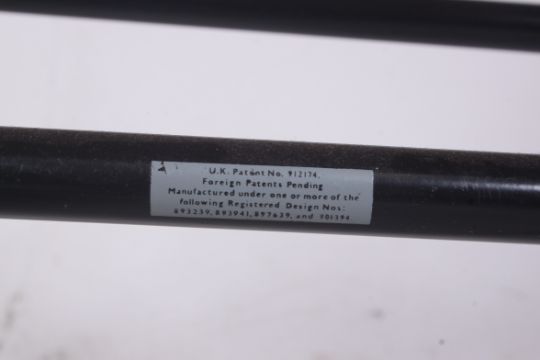 U.K. Patent No. 912174.
Foreign Patents Pending
Manufactured under one or more of the
following Registered Design Nos:
893239, 893941, 897639, and 901394